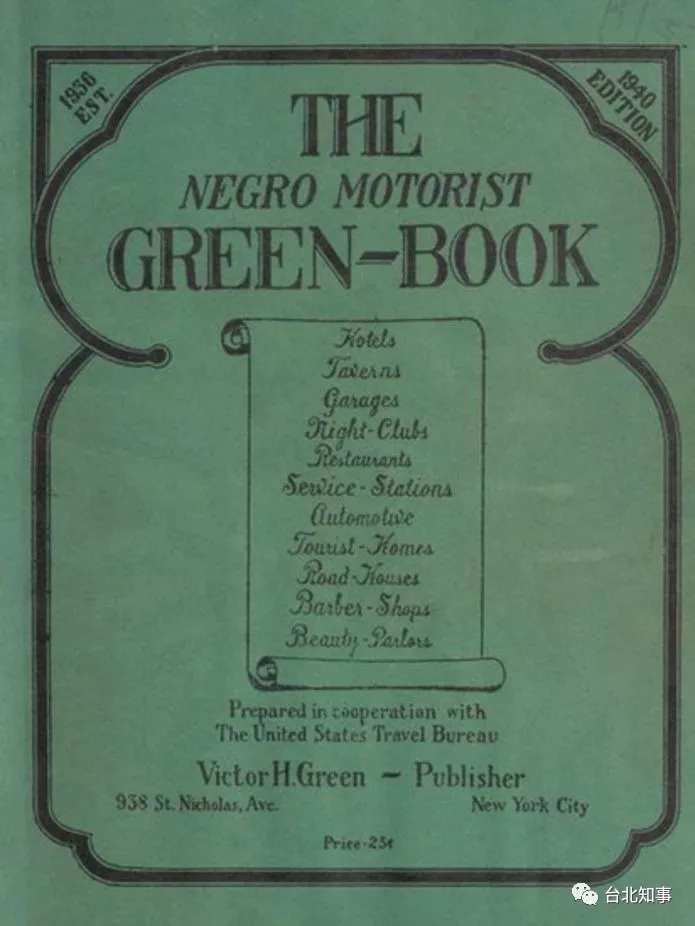 1936
EST.
1940
EDITION
THE
NEGRO MOTORIST
GREEN-BOOK
Hotels
Taverns
Garages
Night-Clubs
Restaurants
Service-Stations
Automotive
Tourist-Homes
Road-Houses
Barber-Shops
Beauty-Parlors
Prepared in cooperation with
The United States Travel Bureau
Victor H. Green - Publisher
938 St. Nicholas, Ave. New York City
Price-25¢
台北知事